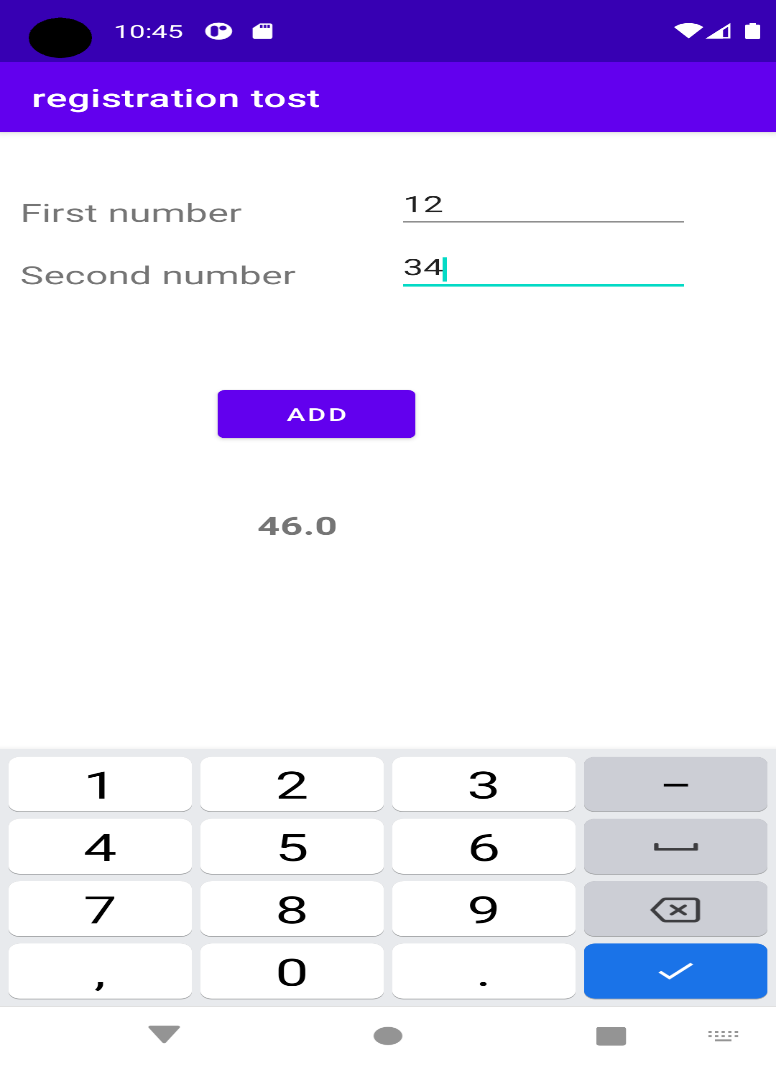 10:45
registration tost
First number 12
Second number 34
ADD
46.0
1 2 3 –
4 5 6
7 8 9
, 0 .